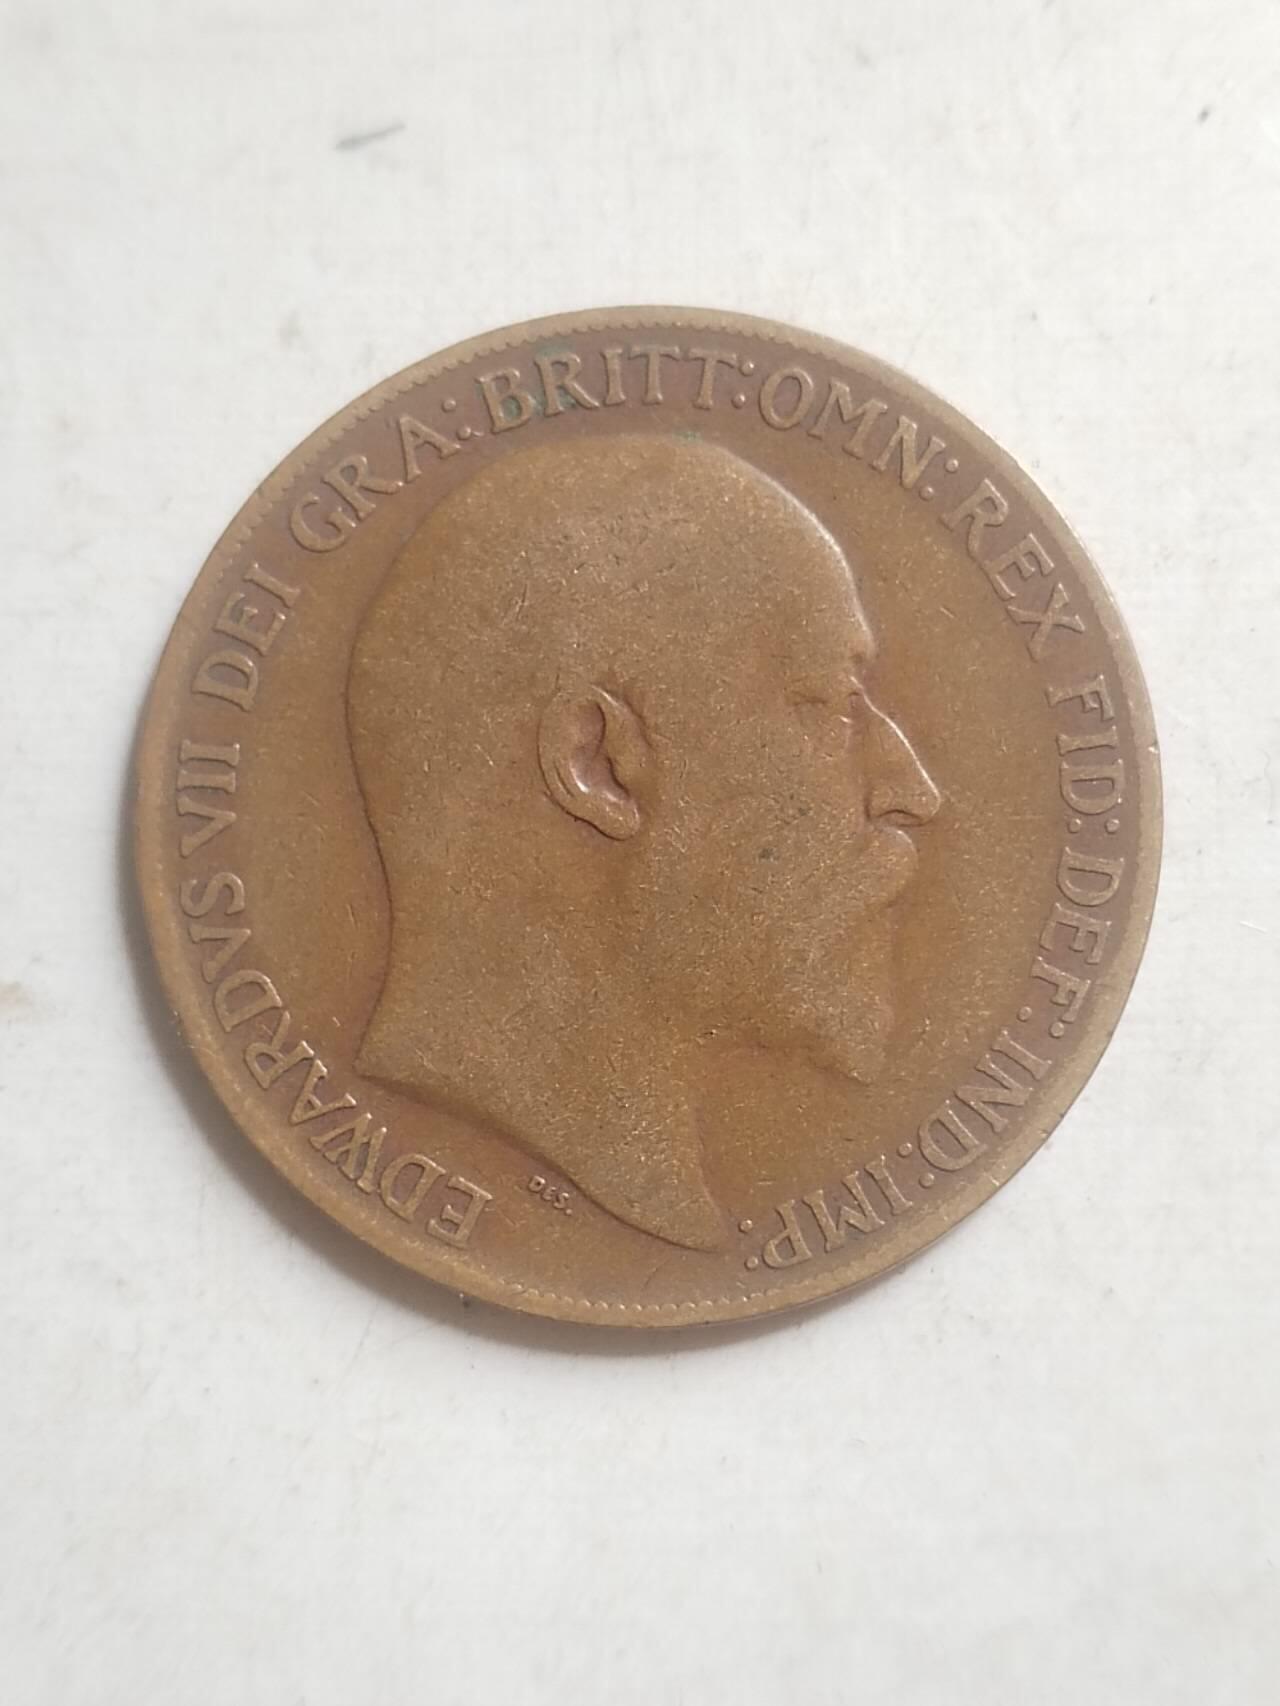 EDWARDVS VII DEI GRA: BRITT: OMN: REX FID: DEF: IND: IMP:
DES.